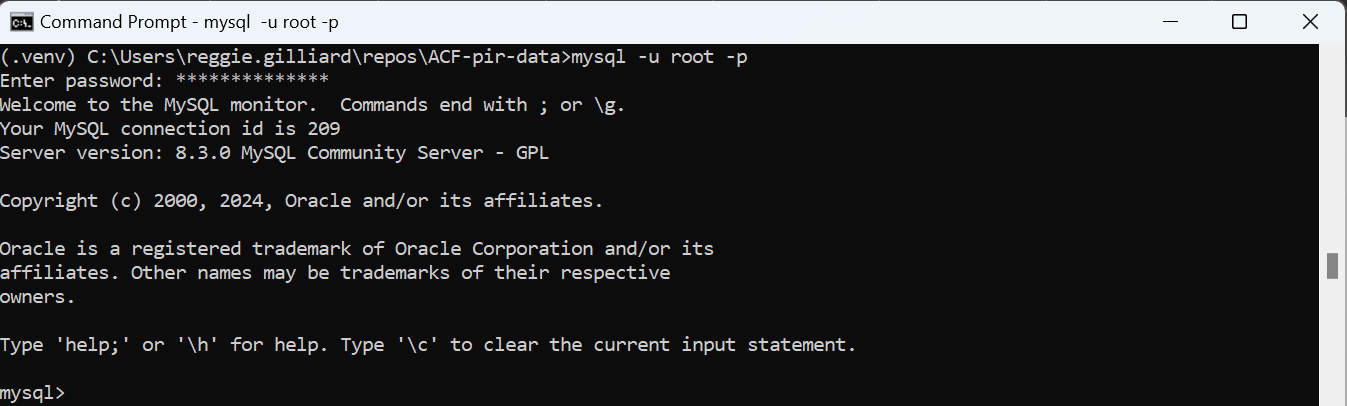 Command Prompt - mysql  -u root -p
(.venv) C:\Users\reggie.gilliard\repos\ACF-pir-data>mysql -u root -p
Enter password: **************
Welcome to the MySQL monitor.  Commands end with ; or \g.
Your MySQL connection id is 209
Server version: 8.3.0 MySQL Community Server - GPL

Copyright (c) 2000, 2024, Oracle and/or its affiliates.

Oracle is a registered trademark of Oracle Corporation and/or its
affiliates. Other names may be trademarks of their respective
owners.

Type 'help;' or '\h' for help. Type '\c' to clear the current input statement.

mysql>